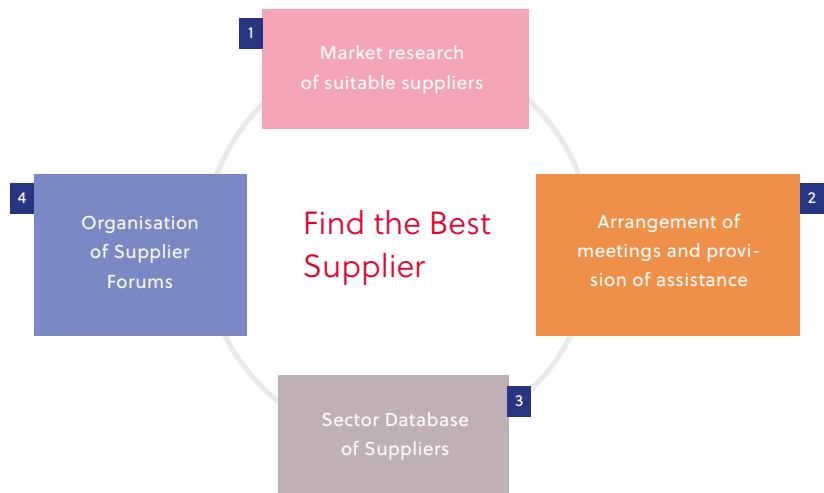 1
Market research
of suitable suppliers
2
Arrangement of
meetings and provi-
sion of assistance
3
Sector Database
of Suppliers
4
Organisation
of Supplier
Forums
Find the Best
Supplier